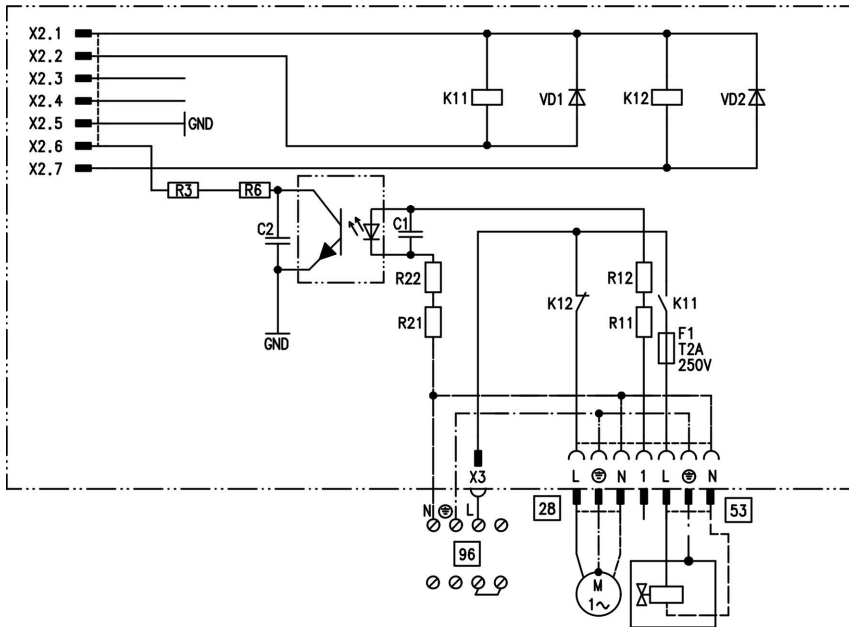 X2.1
X2.2
X2.3
X2.4
X2.5
X2.6
X2.7
GND
K11
VD1
K12
VD2
R3
R6
C2
C1
R22
R21
GND
K12
R12
R11
K11
F1
T2A
250V
X3
L
N
1
L
N
N
L
28
53
96
M
1~